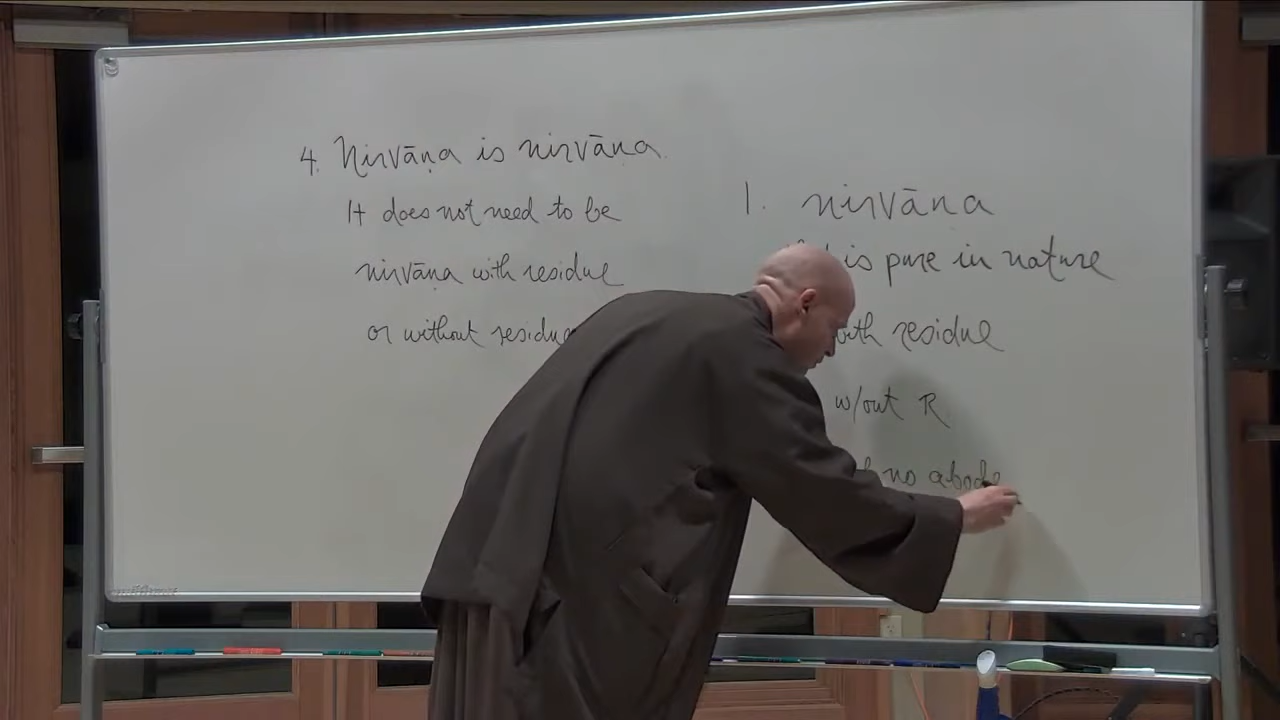 4. Nirvāṇa is nirvāṇa.
It does not need to be
nirvāṇa with residue
or without residue
1. nirvāṇa
is pure in nature
with residue
w/out R
no abode